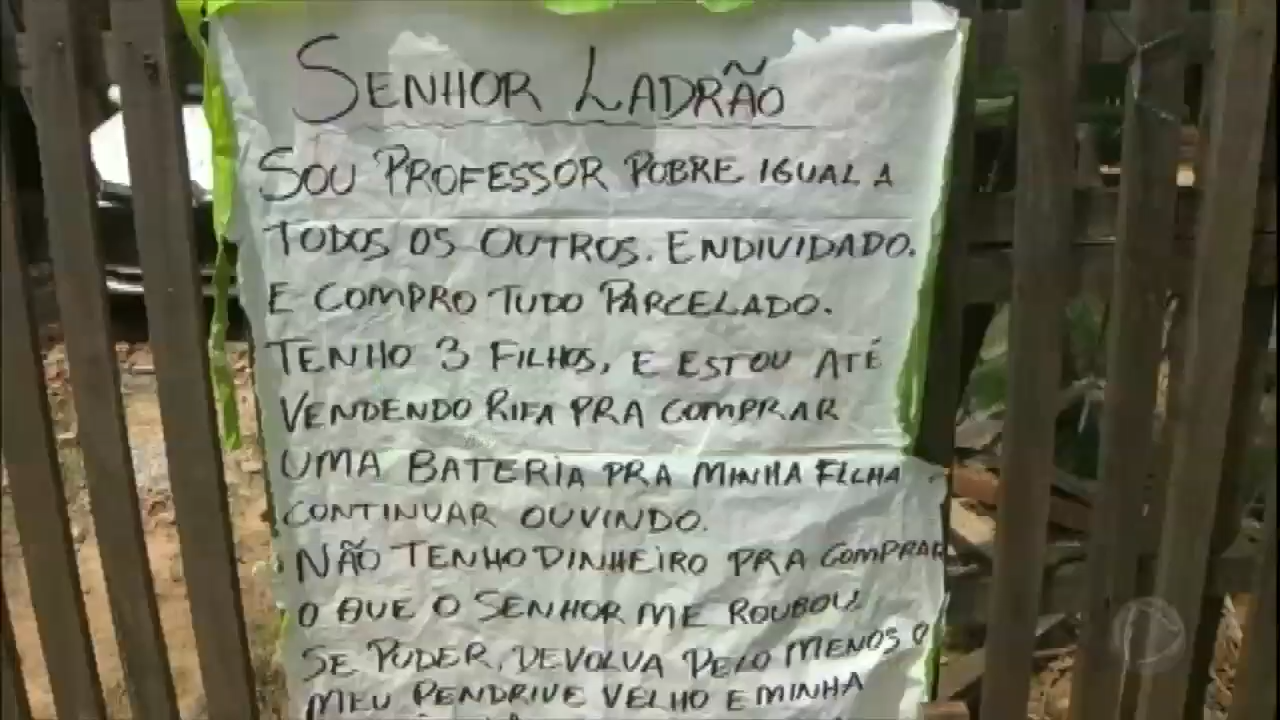 SENHOR LADRÃO
SOU PROFESSOR POBRE IGUAL A
TODOS OS OUTROS. ENDIVIDADO.
E COMPRO TUDO PARCELADO.
TENHO 3 FILHOS, E ESTOU ATÉ
VENDENDO RIFA PRA COMPRAR
UMA BATERIA PRA MINHA FILHA
CONTINUAR OUVINDO.
NÃO TENHO DINHEIRO PRA COMPRAR
O QUE O SENHOR ME ROUBOU
SE PUDER, DEVOLVA PELO MENOS O
MEU PENDRIVE VELHO E MINHA